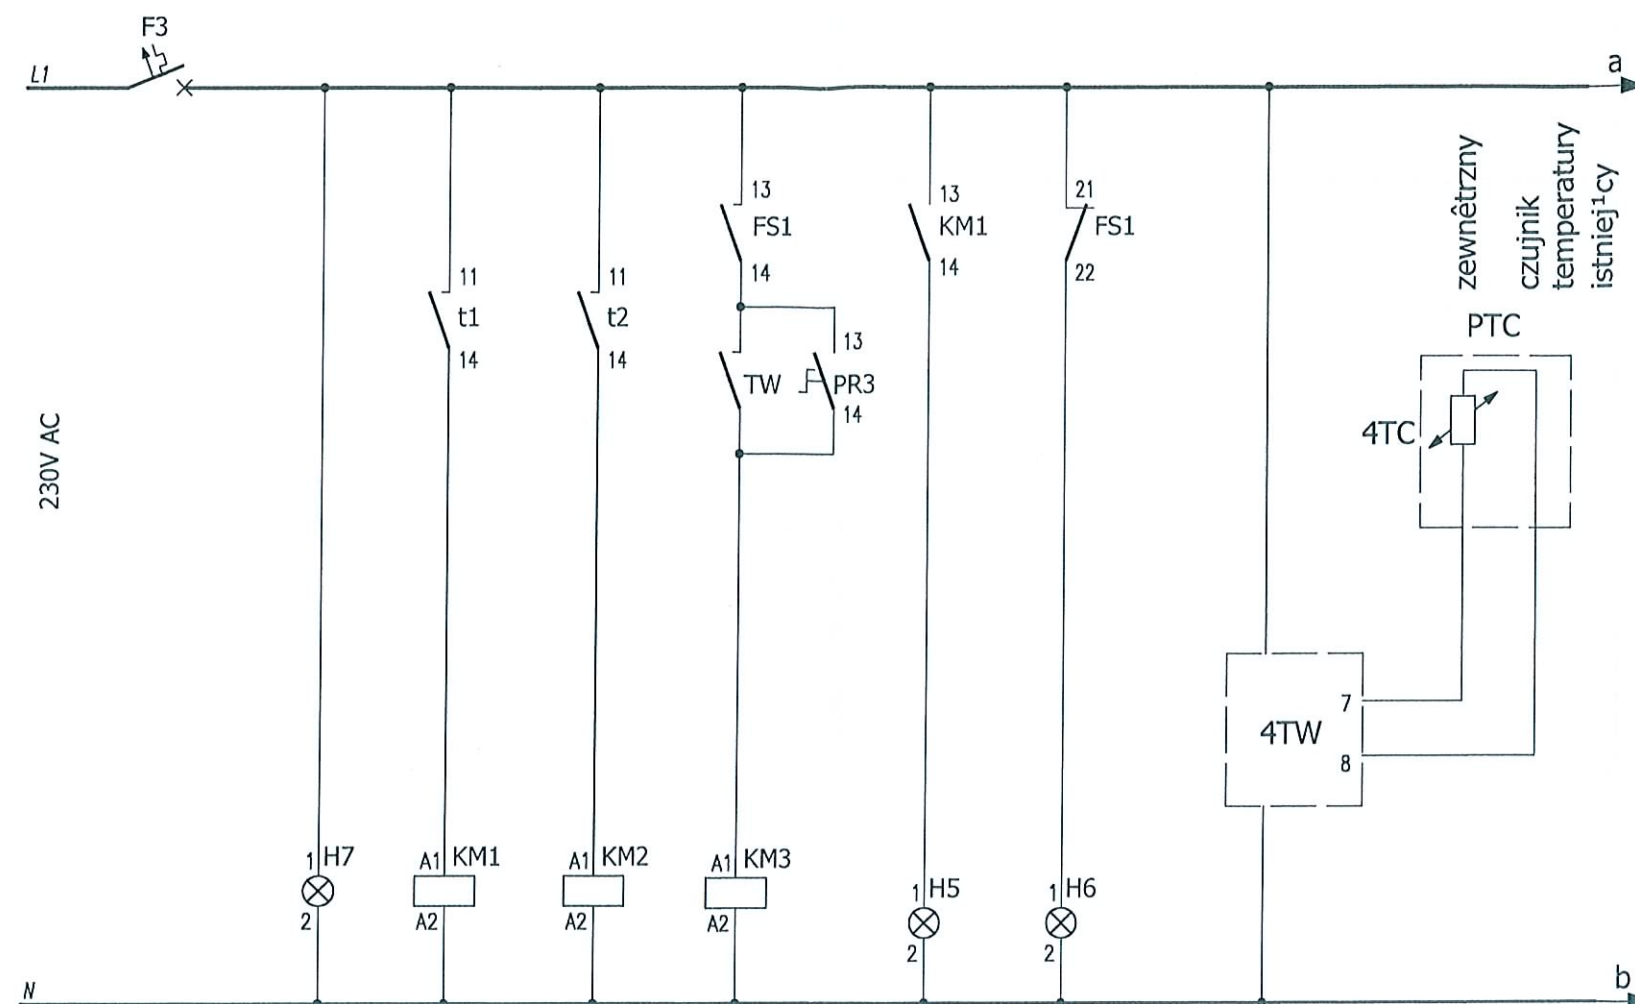 F3
L1
a
13
FS1
14
13
KM1
14
21
FS1
22
11
t1
14
11
t2
14
TW
13
PR3
14
230V AC
zewnêtrzny
czujnik
temperatury
istniej¹cy
PTC
4TC
7
4TW
8
1 H7
2
A1 KM1
A2
A1 KM2
A2
A1 KM3
A2
1 H5
2
1 H6
2
N
b